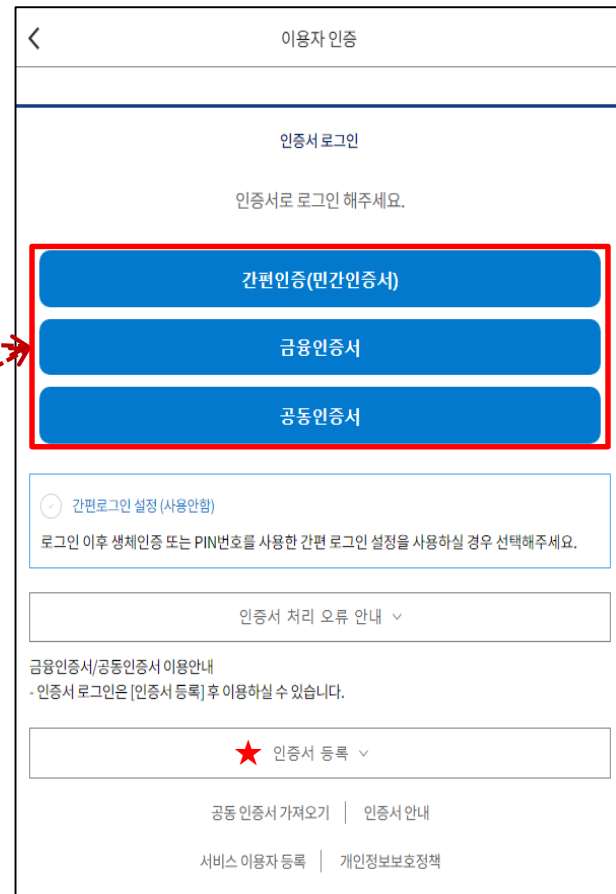 이용자 인증
인증서 로그인
인증서로 로그인 해주세요.
간편인증(민간인증서)
금융인증서
공동인증서
간편로그인 설정 (사용안함)
로그인 이후 생체인증 또는 PIN번호를 사용한 간편 로그인 설정을 사용하실 경우 선택해주세요.
인증서 처리 오류 안내
금융인증서/공동인증서 이용안내
- 인증서 로그인은 [인증서 등록] 후 이용하실 수 있습니다.
인증서 등록
공동 인증서 가져오기 | 인증서 안내
서비스 이용자 등록 | 개인정보보호정책